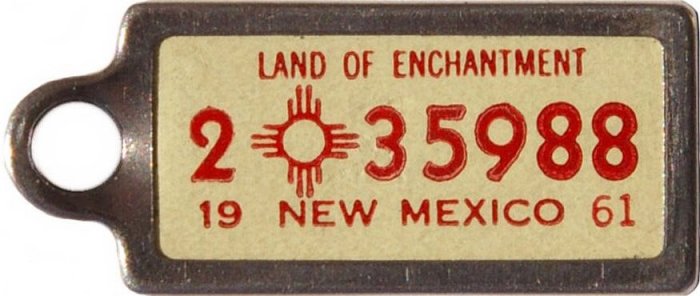 LAND OF ENCHANTMENT
2 35988
19 NEW MEXICO 61